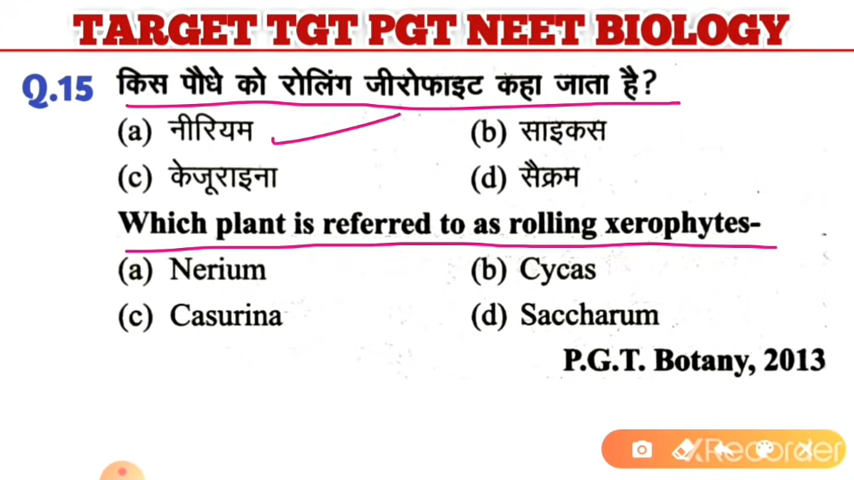 TARGET TGT PGT NEET BIOLOGY
Q.15 किस पौधे को रोलिंग जीरोफाइट कहा जाता है?
(a) नीरियम (b) साइकस
(c) केजूराइना (d) सैक्रम
Which plant is referred to as rolling xerophytes-
(a) Nerium (b) Cycas
(c) Casurina (d) Saccharum
P.G.T. Botany, 2013
XRecorder